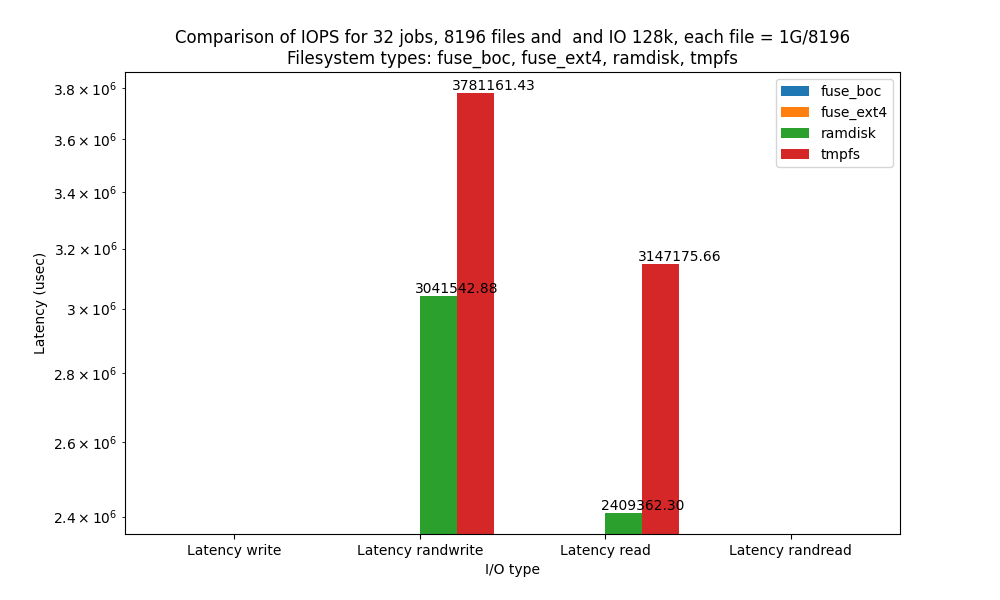 Comparison of IOPS for 32 jobs, 8196 files and  and IO 128k, each file = 1G/8196
Filesystem types: fuse_boc, fuse_ext4, ramdisk, tmpfs
3.8 × 10⁶
3.6 × 10⁶
3.4 × 10⁶
3.2 × 10⁶
3 × 10⁶
2.8 × 10⁶
2.6 × 10⁶
2.4 × 10⁶
Latency (usec)
3781161.43
3041542.88
3147175.66
2409362.30
fuse_boc
fuse_ext4
ramdisk
tmpfs
Latency write
Latency randwrite
Latency read
Latency randread
I/O type